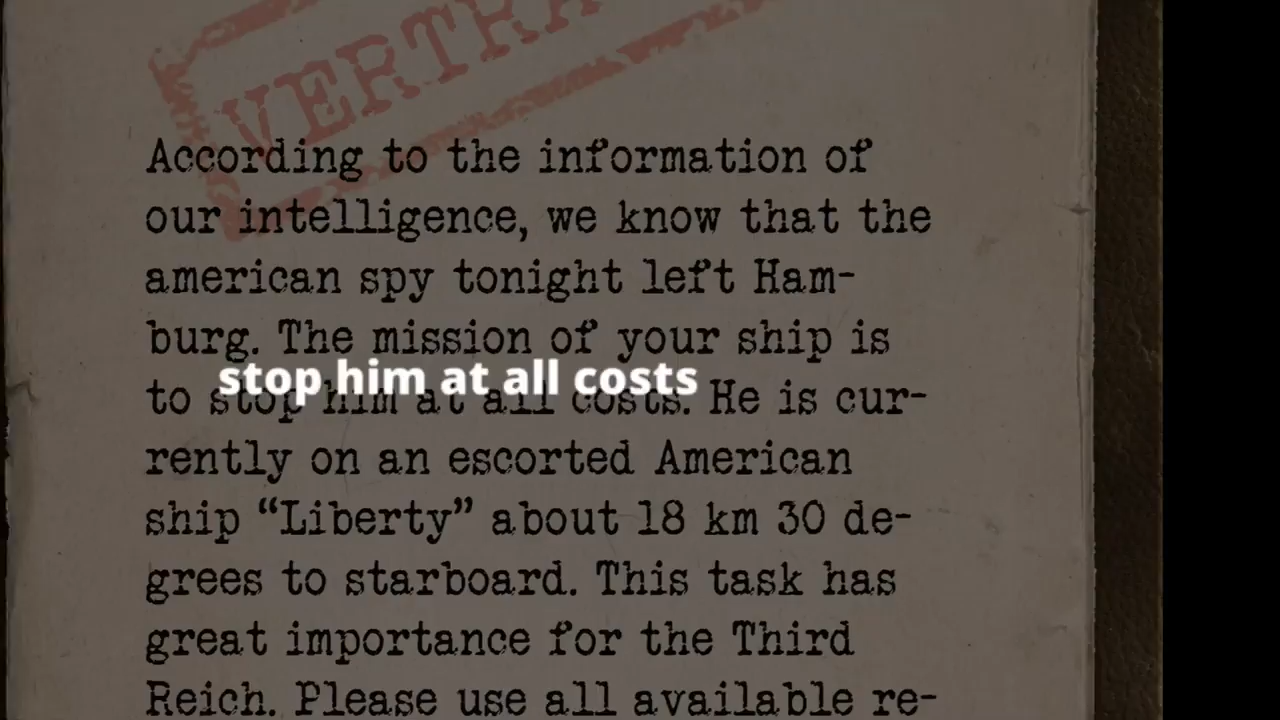 VERTRA
According to the information of
our intelligence, we know that the
american spy tonight left Ham-
burg. The mission of your ship is
stop him at all costs
to stop him at all costs. He is cur-
rently on an escorted American
ship “Liberty” about 18 km 30 de-
grees to starboard. This task has
great importance for the Third
Reich. Please use all available re-